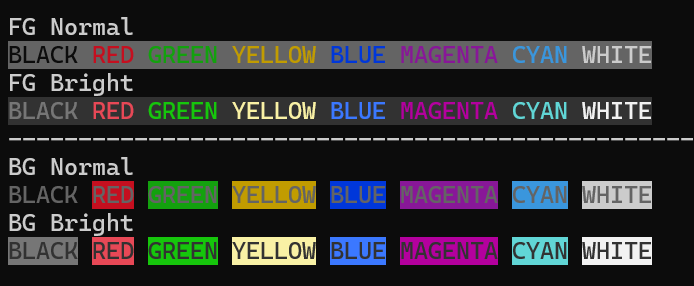 FG Normal
BLACK RED GREEN YELLOW BLUE MAGENTA CYAN WHITE
FG Bright
BLACK RED GREEN YELLOW BLUE MAGENTA CYAN WHITE
-------------------------------------------------
BG Normal
BLACK RED GREEN YELLOW BLUE MAGENTA CYAN WHITE
BG Bright
BLACK RED GREEN YELLOW BLUE MAGENTA CYAN WHITE